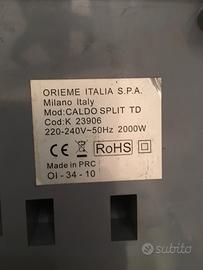 ORIEME ITALIA S.P.A.
Milano Italy
Mod:CALDO SPLIT TD
Cod:K 23906
220-240V~50Hz 2000W
CE RoHS
Made in PRC
OI-34-10
subito